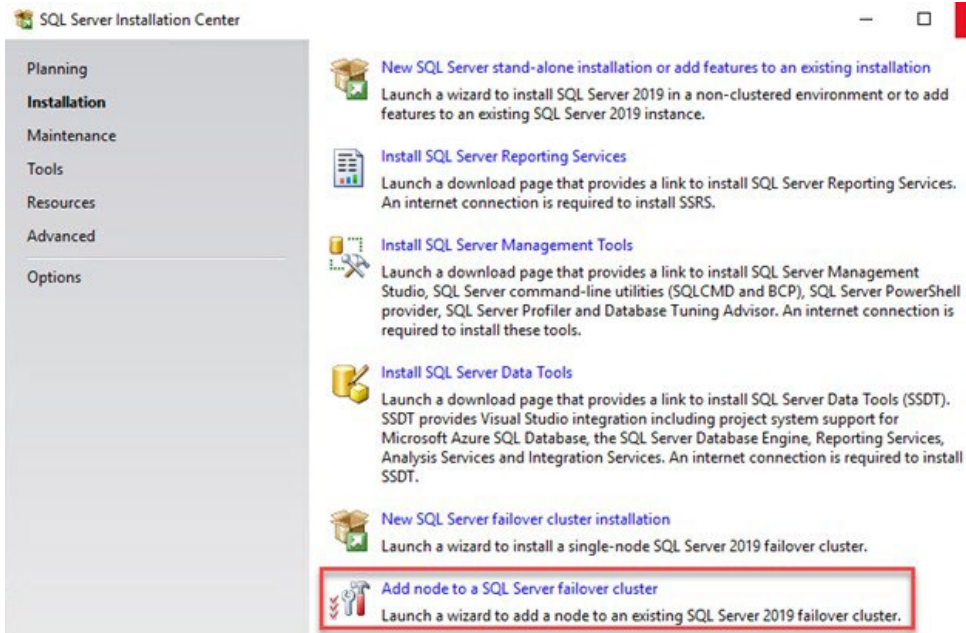 SQL Server Installation Center
Planning
Installation
Maintenance
Tools
Resources
Advanced
Options
New SQL Server stand-alone installation or add features to an existing installation
Launch a wizard to install SQL Server 2019 in a non-clustered environment or to add
features to an existing SQL Server 2019 instance.
Install SQL Server Reporting Services
Launch a download page that provides a link to install SQL Server Reporting Services.
An internet connection is required to install SSRS.
Install SQL Server Management Tools
Launch a download page that provides a link to install SQL Server Management
Studio, SQL Server command-line utilities (SQLCMD and BCP), SQL Server PowerShell
provider, SQL Server Profiler and Database Tuning Advisor. An internet connection is
required to install these tools.
Install SQL Server Data Tools
Launch a download page that provides a link to install SQL Server Data Tools (SSDT).
SSDT provides Visual Studio integration including project system support for
Microsoft Azure SQL Database, the SQL Server Database Engine, Reporting Services,
Analysis Services and Integration Services. An internet connection is required to install
SSDT.
New SQL Server failover cluster installation
Launch a wizard to install a single-node SQL Server 2019 failover cluster.
Add node to a SQL Server failover cluster
Launch a wizard to add a node to an existing SQL Server 2019 failover cluster.